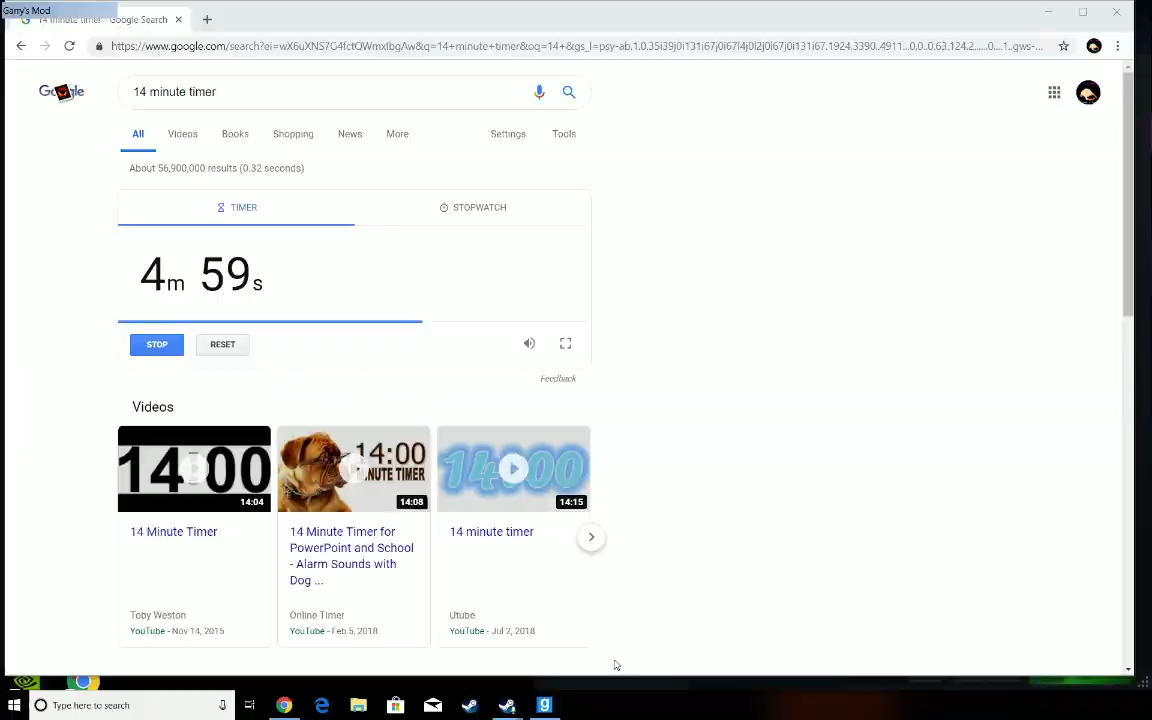 Garry's Mod
14 minute timer - Google Search
https://www.google.com/search?ei=wX6uXNS7G4fctQWmxIbgAw&q=14+minute+timer&oq=14+&gs_l=psy-ab.1.0.35i39j0i131i67j0i67l4j0l2j0i67j0i131i67.1924.3390..4911...0.0..0.63.124.2......0....1..gws-...
Google
14 minute timer
All Videos Books Shopping News More Settings Tools
About 56,900,000 results (0.32 seconds)
TIMER STOPWATCH
4m 59s
STOP RESET
Feedback
Videos
14:00
14:04
14:00
MINUTE TIMER
14:08
14:00
14:15
14 Minute Timer
14 Minute Timer for
PowerPoint and School
- Alarm Sounds with
Dog ...
14 minute timer
Toby Weston
YouTube - Nov 14, 2015
Online Timer
YouTube - Feb 5, 2018
Utube
YouTube - Jul 2, 2018
Type here to search